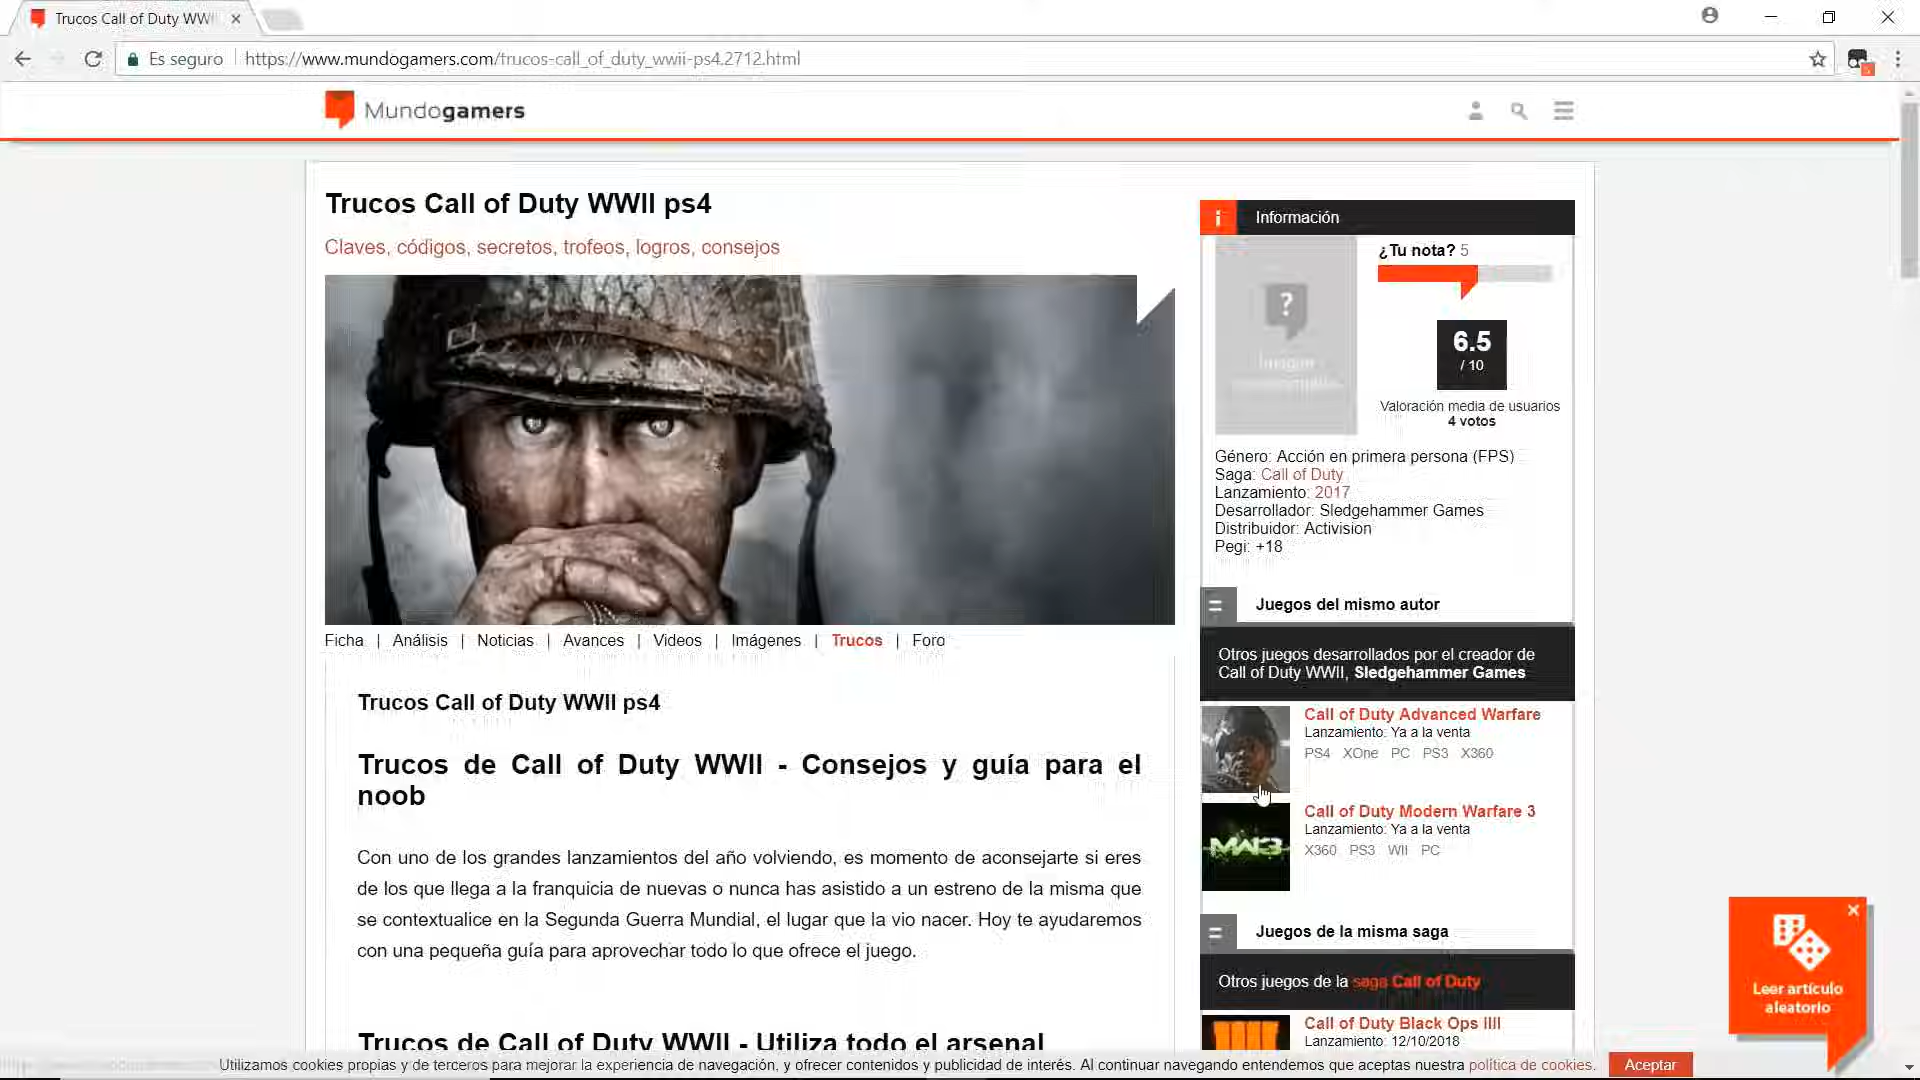 Trucos Call of Duty WWI
Es seguro
https://www.mundogamers.com/trucos-call_of_duty_wwii-ps4.2712.html
Mundogamers
Trucos Call of Duty WWII ps4
Claves, códigos, secretos, trofeos, logros, consejos
Ficha | Análisis | Noticias | Avances | Videos | Imágenes | Trucos | Foro
Trucos Call of Duty WWII ps4
Trucos de Call of Duty WWII - Consejos y guía para el
noob
Con uno de los grandes lanzamientos del año volviendo, es momento de aconsejarte si eres
de los que llega a la franquicia de nuevas o nunca has asistido a un estreno de la misma que
se contextualice en la Segunda Guerra Mundial, el lugar que la vio nacer. Hoy te ayudaremos
con una pequeña guía para aprovechar todo lo que ofrece el juego.
Trucos de Call of Duty WWII - Utiliza todo el arsenal
i Información
?
Imagen
¿Tu nota? 5
6.5
/ 10
Valoración media de usuarios
4 votos
Género: Acción en primera persona (FPS)
Saga: Call of Duty
Lanzamiento: 2017
Desarrollador: Sledgehammer Games
Distribuidor: Activision
Pegi: +18
Juegos del mismo autor
Otros juegos desarrollados por el creador de
Call of Duty WWII, Sledgehammer Games
Call of Duty Advanced Warfare
Lanzamiento: Ya a la venta
PS4 XOne PC PS3 X360
MW3
Call of Duty Modern Warfare 3
Lanzamiento: Ya a la venta
X360 PS3 WII PC
Juegos de la misma saga
Otros juegos de la saga Call of Duty
Call of Duty Black Ops IIII
Lanzamiento: 12/10/2018
Leer artículo
aleatorio
Utilizamos cookies propias y de terceros para mejorar la experiencia de navegación, y ofrecer contenidos y publicidad de interés. Al continuar navegando entendemos que aceptas nuestra política de cookies. Aceptar